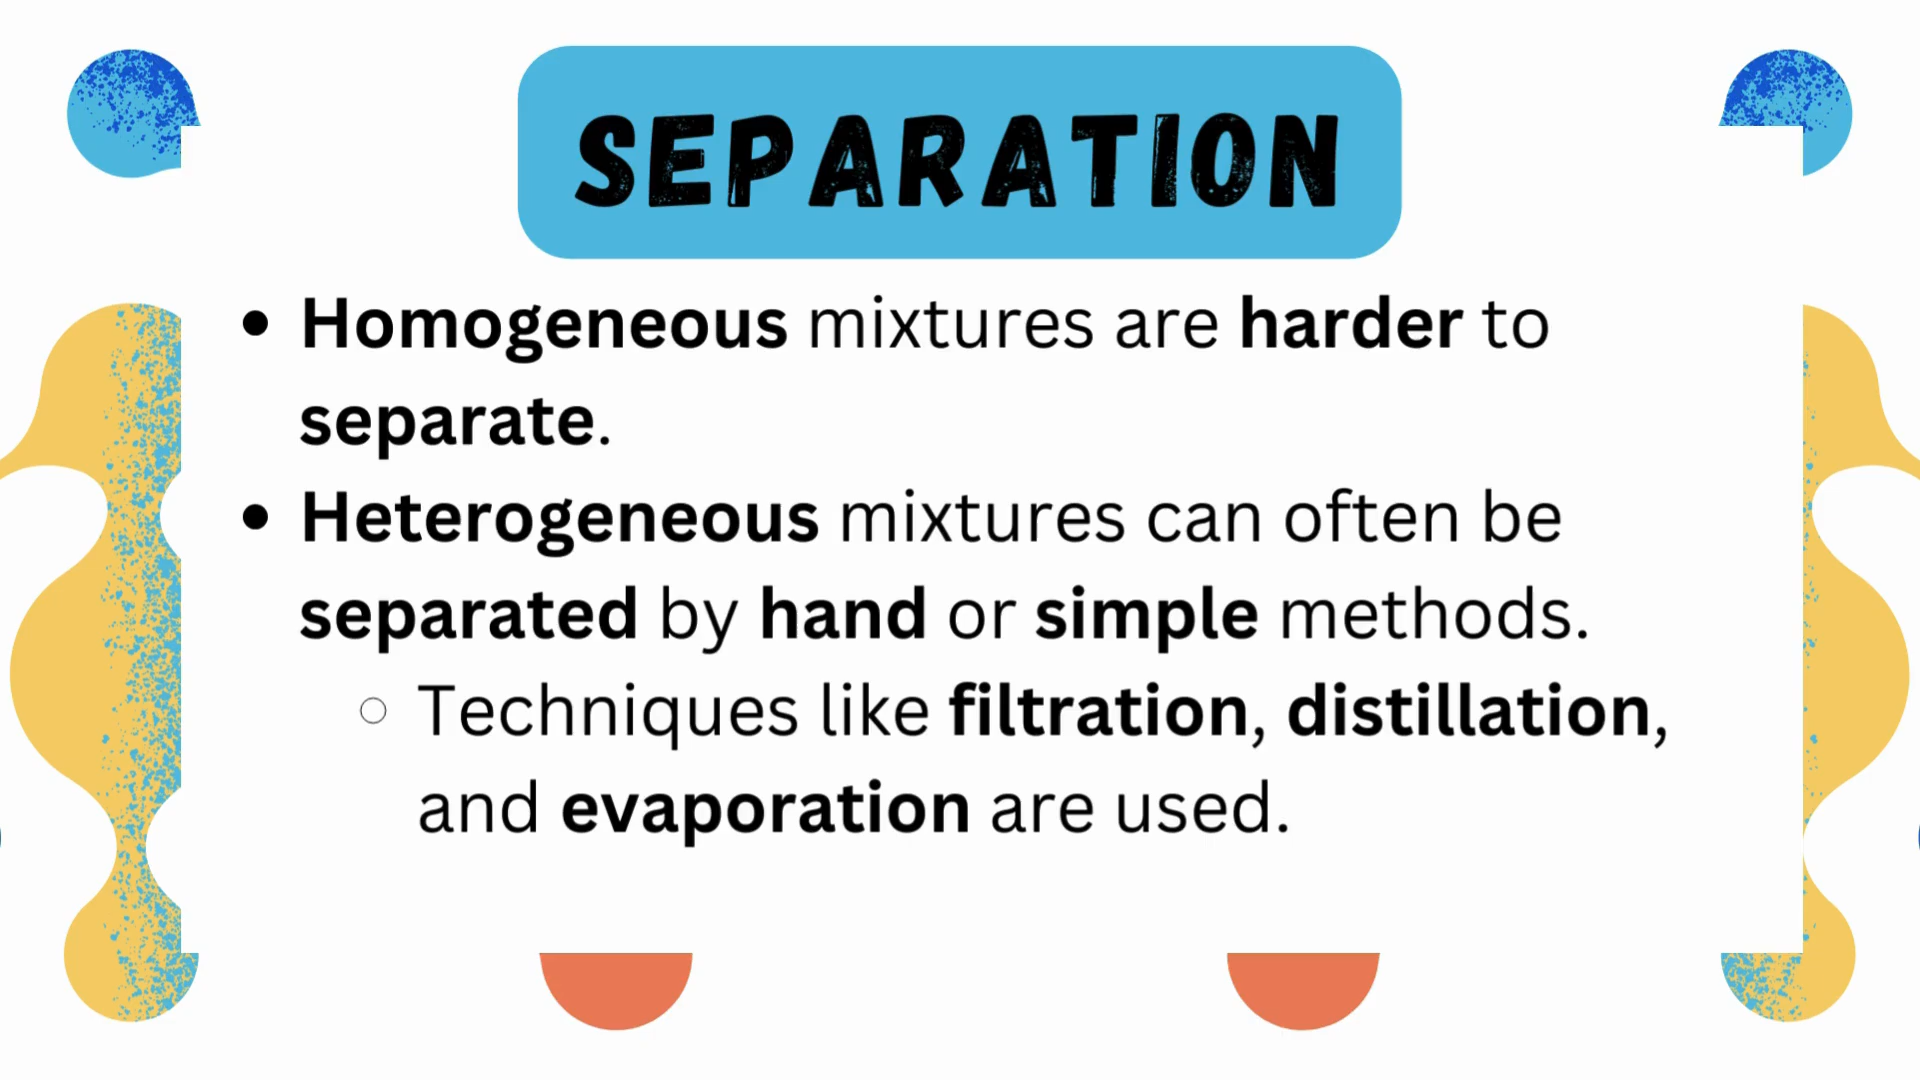 SEPARATION
• Homogeneous mixtures are harder to
separate.
• Heterogeneous mixtures can often be
separated by hand or simple methods.
○ Techniques like filtration, distillation,
and evaporation are used.